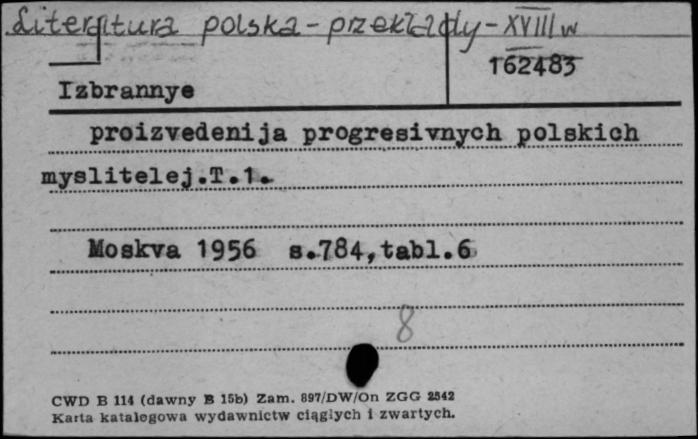 Literatura polska - przekłady - XVIII w
162483
Izbrannye
proizvedenija progresivnych polskich
myslitelej.T.1.
Moskva 1956 s.784,tabl.6
8
CWD B 114 (dawny B 15b) Zam. 897/DW/On ZGG 2542
Karta katalogowa wydawnictw ciągłych i zwartych.